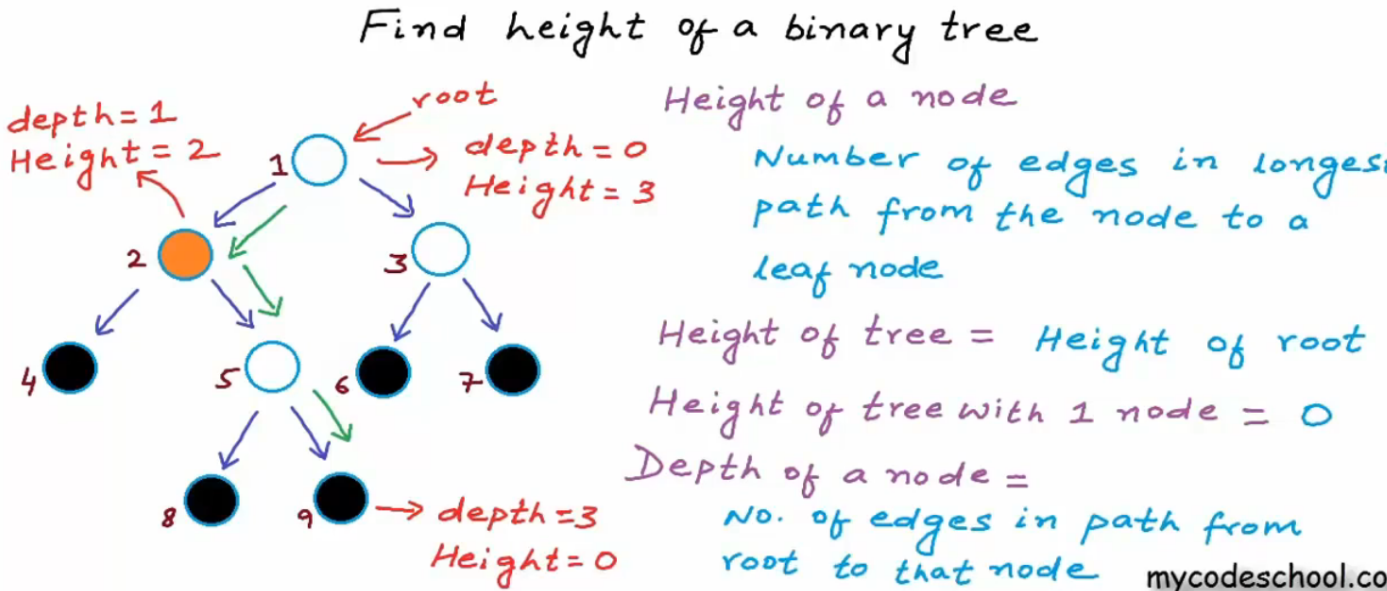 Find height of a binary tree
root
depth = 1
Height = 2
1
depth = 0
Height = 3
2
3
4
5
6
7
8
9
depth = 3
Height = 0
Height of a node
Number of edges in longest
path from the node to a
leaf node
Height of tree = Height of root
Height of tree with 1 node = 0
Depth of a node =
No. of edges in path from
root to that node
mycodeschool.co